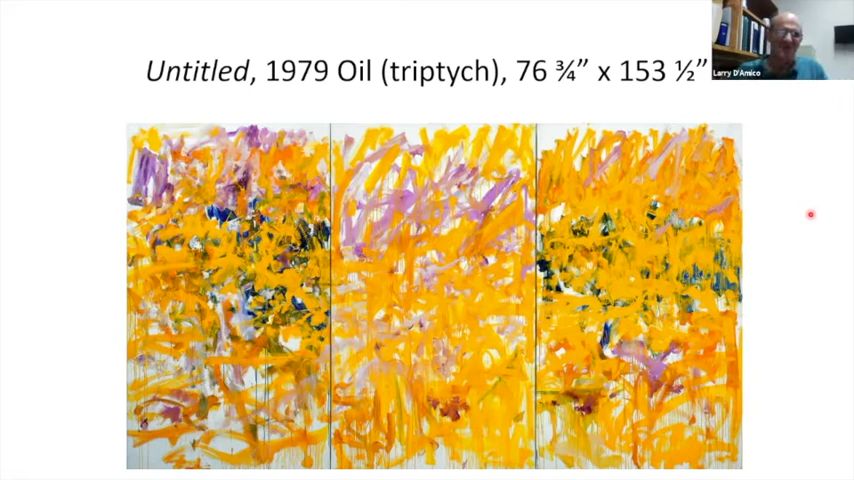 Untitled, 1979 Oil (triptych), 76 ¾” x 153 ½”
Larry D'Amico